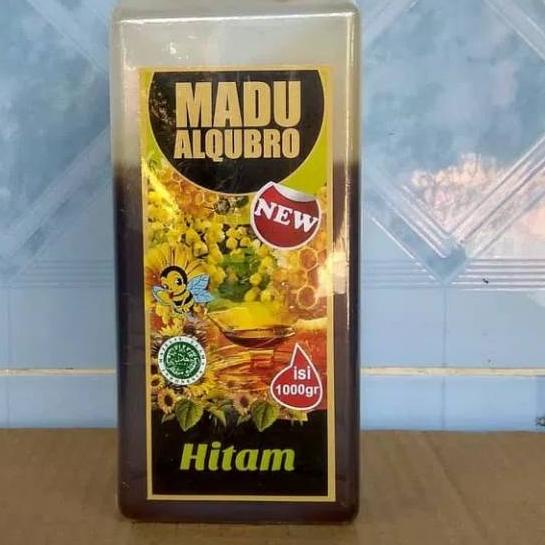 MADU
ALQUBRO
NEW
isi
1000gr
Hitam